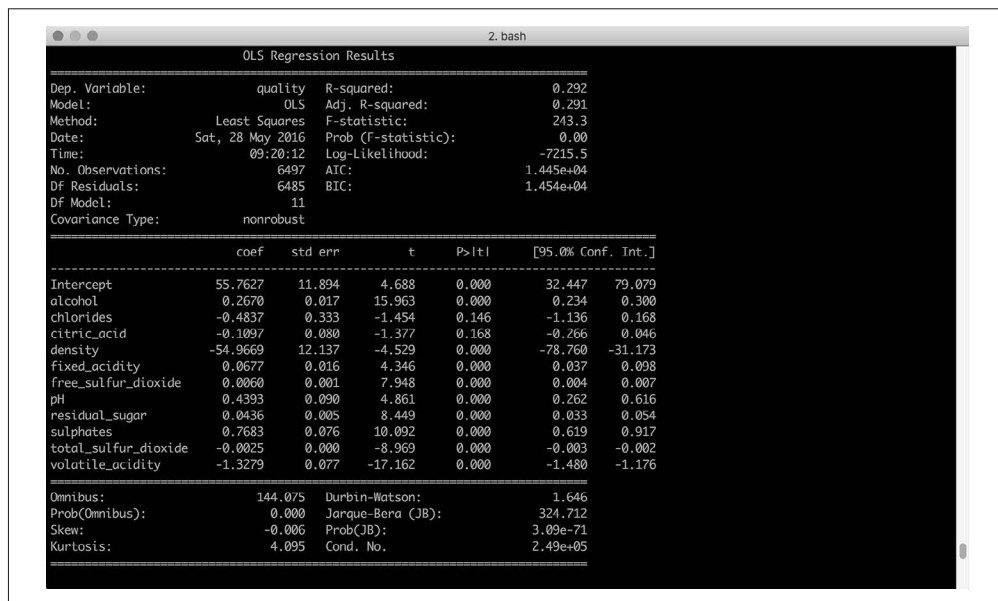 2. bash
OLS Regression Results
==============================================================================
Dep. Variable: quality R-squared: 0.292
Model: OLS Adj. R-squared: 0.291
Method: Least Squares F-statistic: 243.3
Date: Sat, 28 May 2016 Prob (F-statistic): 0.00
Time: 09:20:12 Log-Likelihood: -7215.5
No. Observations: 6497 AIC: 1.445e+04
Df Residuals: 6485 BIC: 1.454e+04
Df Model: 11
Covariance Type: nonrobust
========================================================================================
coef std err t P>|t| [95.0% Conf. Int.]
----------------------------------------------------------------------------------------
Intercept 55.7627 11.894 4.688 0.000 32.447 79.079
alcohol 0.2670 0.017 15.963 0.000 0.234 0.300
chlorides -0.4837 0.333 -1.454 0.146 -1.136 0.168
citric_acid -0.1097 0.080 -1.377 0.168 -0.266 0.046
density -54.9669 12.137 -4.529 0.000 -78.760 -31.173
fixed_acidity 0.0677 0.016 4.346 0.000 0.037 0.098
free_sulfur_dioxide 0.0060 0.001 7.948 0.000 0.004 0.007
pH 0.4393 0.090 4.861 0.000 0.262 0.616
residual_sugar 0.0436 0.005 8.449 0.000 0.033 0.054
sulphates 0.7683 0.076 10.092 0.000 0.619 0.917
total_sulfur_dioxide -0.0025 0.000 -8.969 0.000 -0.003 -0.002
volatile_acidity -1.3279 0.077 -17.162 0.000 -1.480 -1.176
==============================================================================
Omnibus: 144.075 Durbin-Watson: 1.646
Prob(Omnibus): 0.000 Jarque-Bera (JB): 324.712
Skew: -0.006 Prob(JB): 3.09e-71
Kurtosis: 4.095 Cond. No. 2.49e+05
==============================================================================